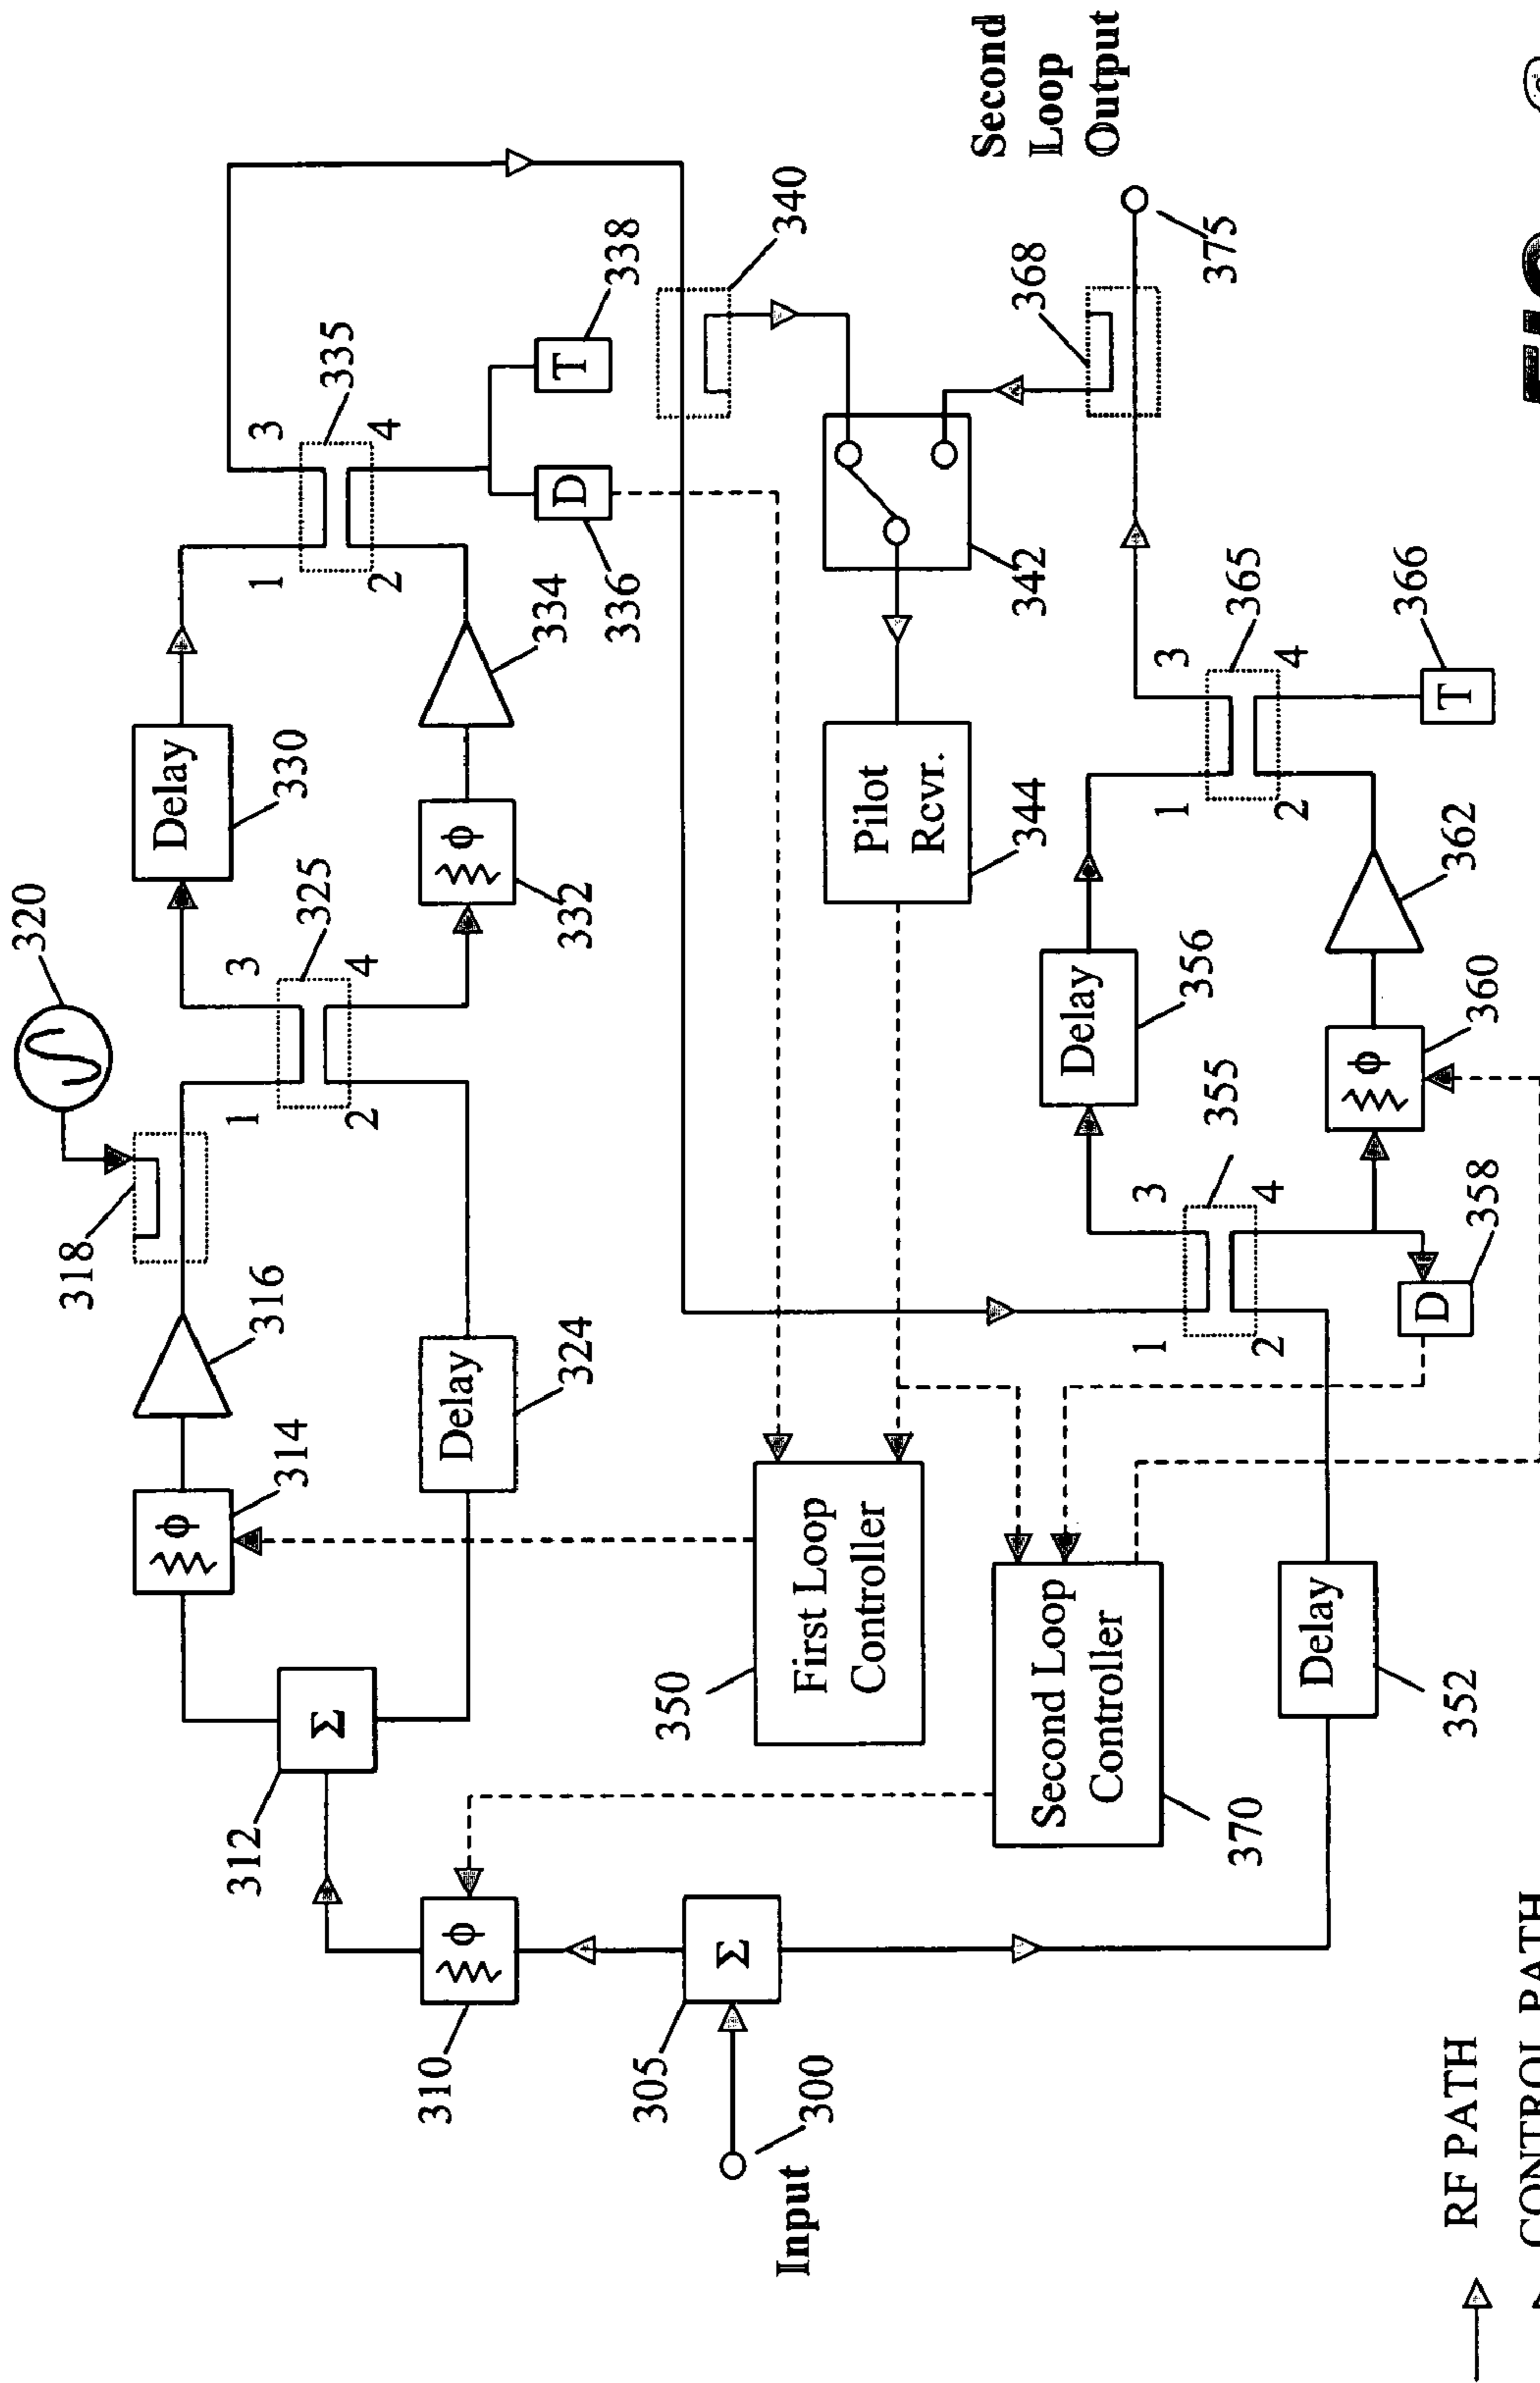 320
318
316
314
312
310
Σ
ϕ
Delay
324
1
2
3
4
325
Delay
330
ϕ
332
334
1
2
3
4
335
D
336
T
338
340
ϕ
305
Σ
Input
300
350
First Loop
Controller
Second Loop
Controller
370
Delay
352
Pilot
Rcvr.
344
342
368
Second
Loop
Output
375
1
2
3
4
355
D
358
Delay
356
ϕ
360
362
1
2
3
4
365
T
366
RF PATH
CONTROL PATH